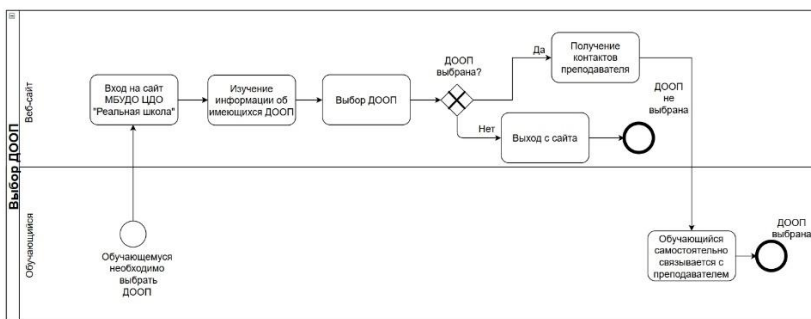 Выбор ДООП
Веб-сайт
Обучающийся
Вход на сайт
МБУДО ЦДО
"Реальная школа"
Изучение
информации об
имеющихся ДООП
Выбор ДООП
ДООП
выбрана?
Да
Получение
контактов
преподавателя
Нет
Выход с сайта
ДООП
не
выбрана
Обучающемуся
необходимо
выбрать
ДООП
Обучающийся
самостоятельно
связывается с
преподавателем
ДООП
выбрана